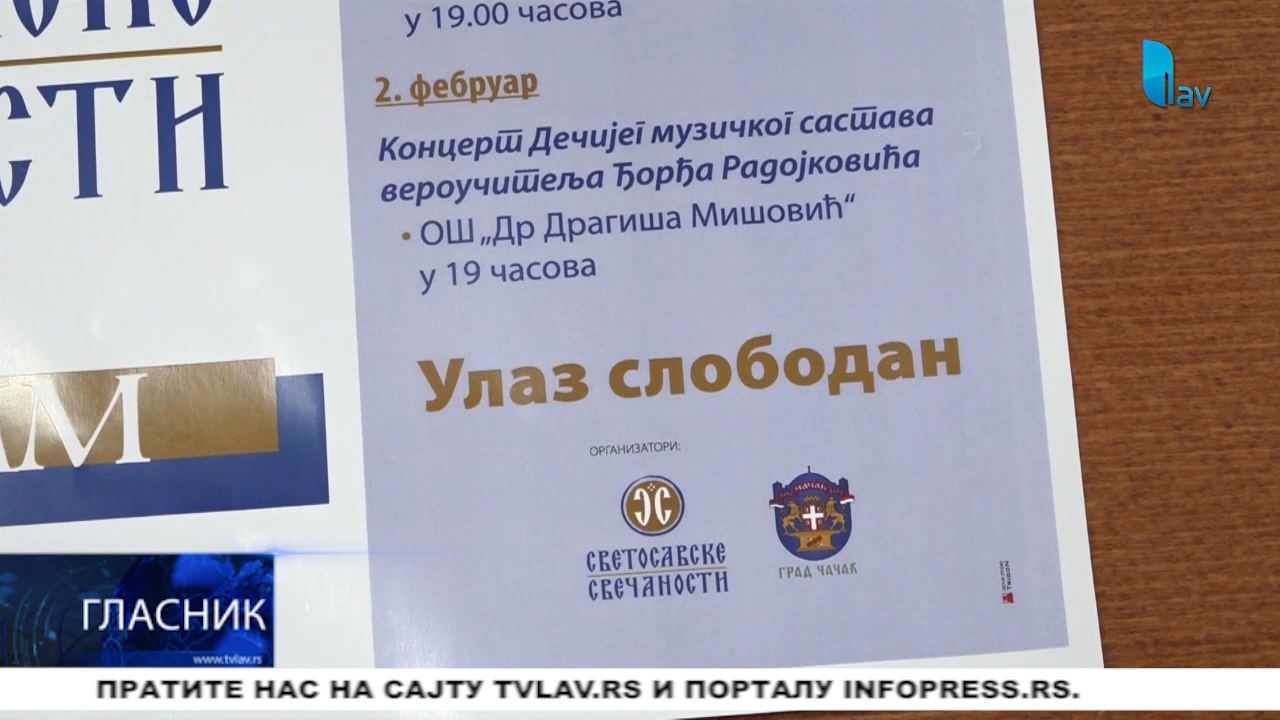 у 19.00 часова
СТИ
2. фебруар
Концерт Дечијег музичког састава
вероучитеља Ђорђа Радојковића
• ОШ „Др Драгиша Мишовић“
у 19 часова
Улаз слободан
АМ
ОРГАНИЗАТОРИ:
СВЕТОСАВСКЕ
СВЕЧАНОСТИ
ГРАД ЧАЧАК
lav
ГЛАСНИК
www.tvlav.rs
ПРАТИТЕ НАС НА САЈТУ TVLAV.RS И ПОРТАЛУ INFOPRESS.RS.